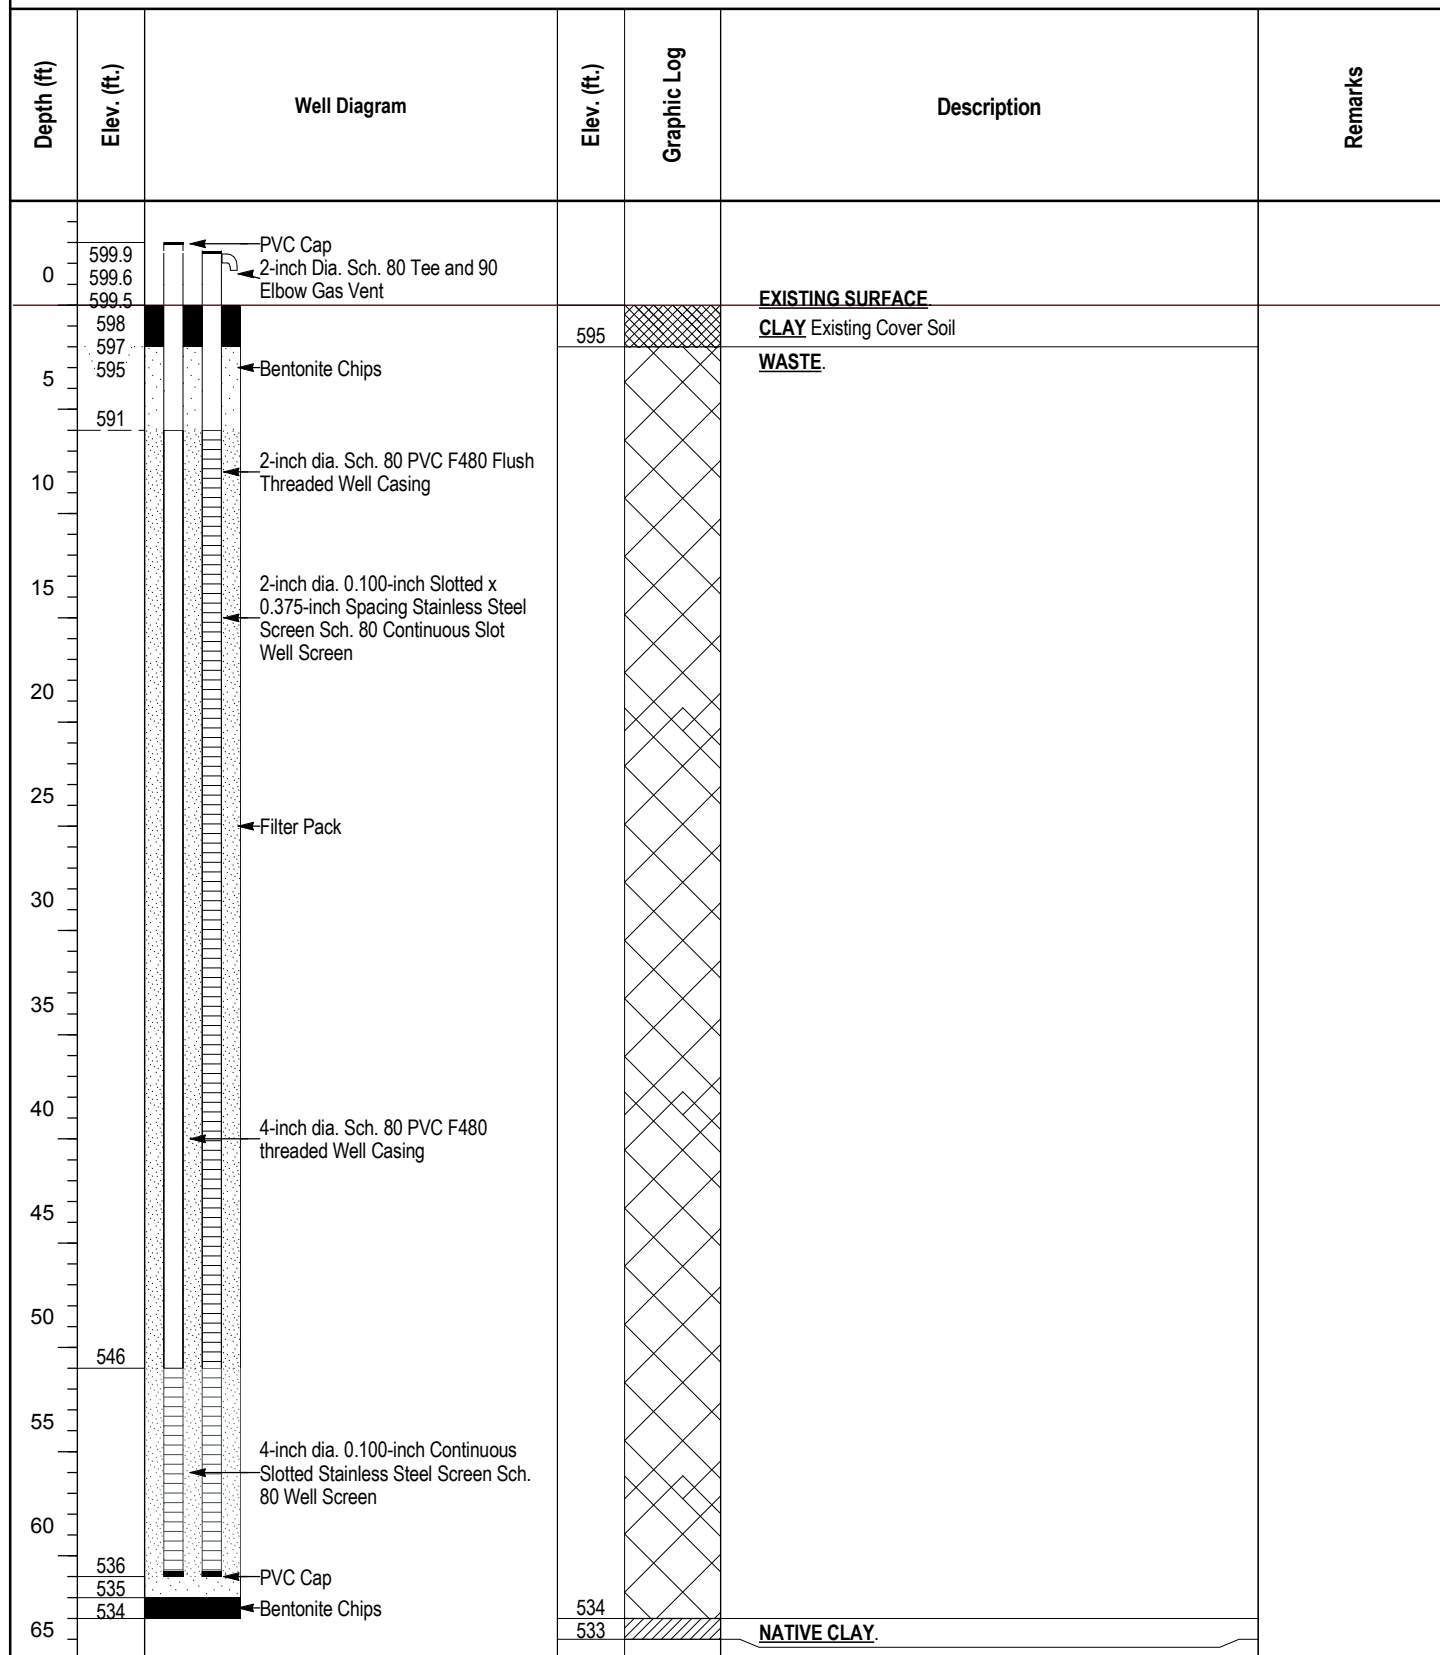 Depth (ft)
Elev. (ft.)
Well Diagram
Elev. (ft.)
Graphic Log
Description
Remarks
PVC Cap
599.9
2-inch Dia. Sch. 80 Tee and 90
0
599.6
Elbow Gas Vent
599.5
EXISTING SURFACE.
598
CLAY Existing Cover Soil
595
597
WASTE.
595
Bentonite Chips
5
591
2-inch dia. Sch. 80 PVC F480 Flush
Threaded Well Casing
10
2-inch dia. 0.100-inch Slotted x
0.375-inch Spacing Stainless Steel
Screen Sch. 80 Continuous Slot
Well Screen
15
20
25
Filter Pack
30
35
40
4-inch dia. Sch. 80 PVC F480
threaded Well Casing
45
50
546
55
4-inch dia. 0.100-inch Continuous
Slotted Stainless Steel Screen Sch.
80 Well Screen
60
536
PVC Cap
535
534
Bentonite Chips
534
65
533
NATIVE CLAY.